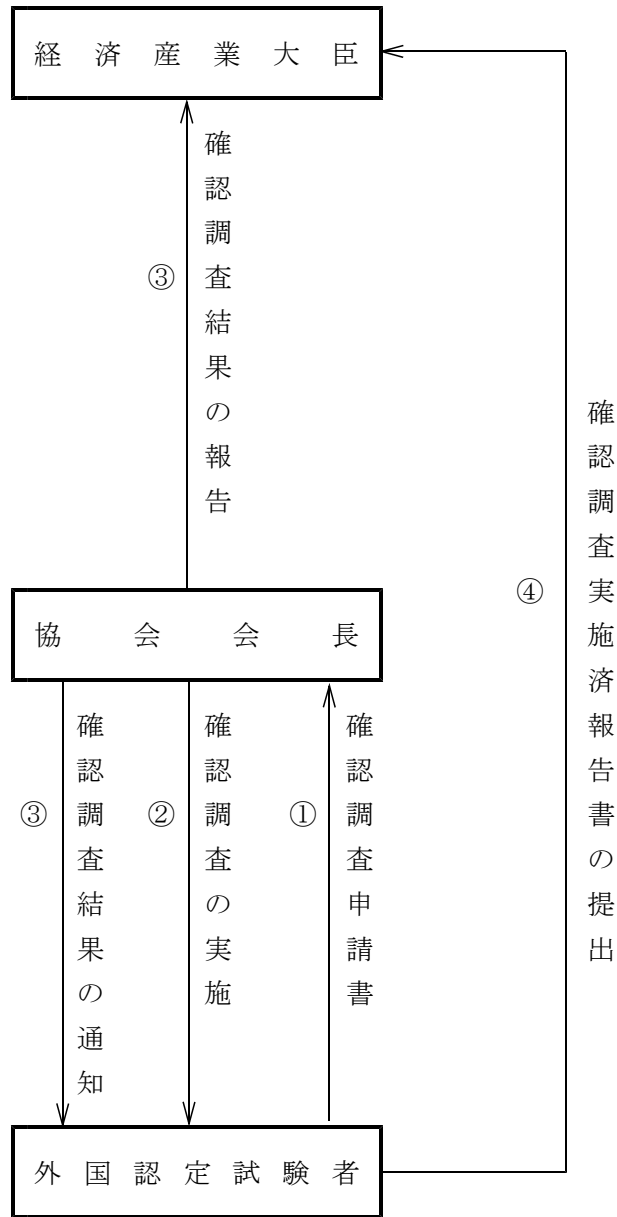 経済産業大臣
③
確認調査結果の報告
④
確認調査実施済報告書の提出
協会会長
③
確認調査結果の通知
②
確認調査の実施
①
確認調査申請書
外国認定試験者